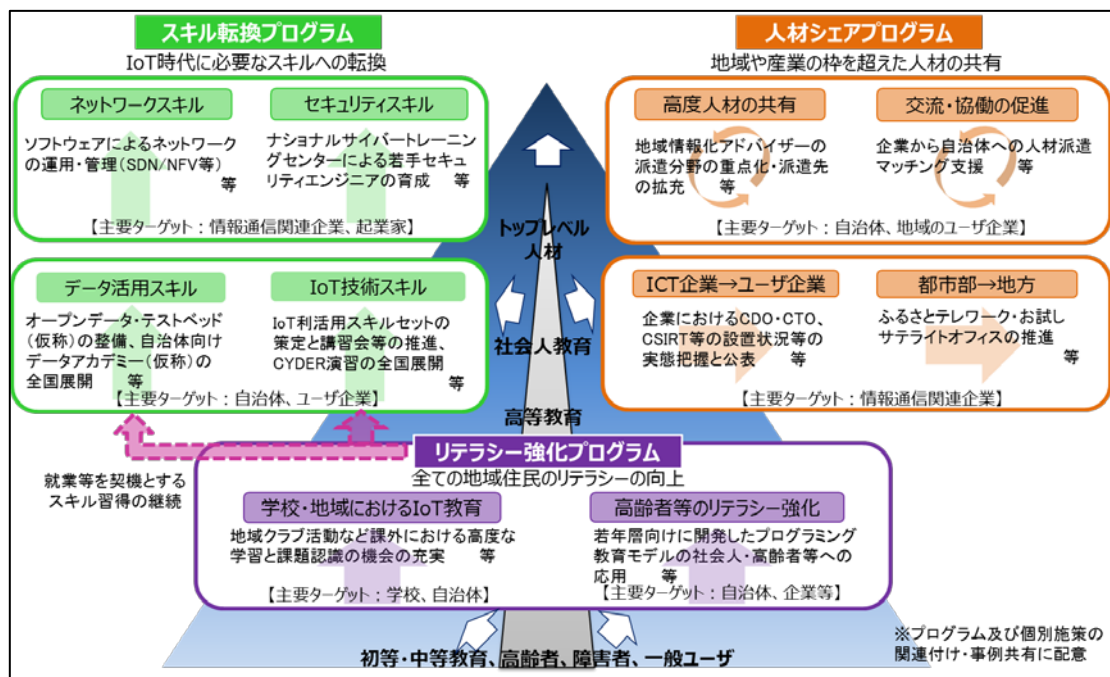 スキル転換プログラム
IoT時代に必要なスキルへの転換
ネットワークスキル
ソフトウェアによるネットワーク
の運用・管理(SDN/NFV等)
等
セキュリティスキル
ナショナルサイバートレーニン
グセンターによる若手セキュ
リティエンジニアの育成　等
【主要ターゲット：情報通信関連企業、起業家】
データ活用スキル
オープンデータ・テストベッド
(仮称)の整備、自治体向け
データアカデミー(仮称)の
全国展開　等
IoT技術スキル
IoT利活用スキルセットの
策定と講習会等の推進、
CYDER演習の全国展開
等
【主要ターゲット：自治体、ユーザ企業】
人材シェアプログラム
地域や産業の枠を超えた人材の共有
高度人材の共有
地域情報化アドバイザーの
派遣分野の重点化・派遣先
の拡充　等
交流・協働の促進
企業から自治体への人材派遣
マッチング支援　等
【主要ターゲット：自治体、地域のユーザ企業】
ICT企業→ユーザ企業
企業におけるCDO・CTO、
CSIRT等の設置状況等の
実態把握と公表　等
都市部→地方
ふるさとテレワーク・お試し
サテライトオフィスの推進
等
【主要ターゲット：情報通信関連企業】
トップレベル
人材
社会人教育
高等教育
就業等を契機とする
スキル習得の継続
リテラシー強化プログラム
全ての地域住民のリテラシーの向上
学校・地域におけるIoT教育
地域クラブ活動など課外における高度な
学習と課題認識の機会の充実　等
【主要ターゲット：学校、自治体】
高齢者等のリテラシー強化
若年層向けに開発したプログラミング
教育モデルの社会人・高齢者等への
応用　等
【主要ターゲット：自治体、企業等】
初等・中等教育、高齢者、障害者、一般ユーザ
※プログラム及び個別施策の
関連付け・事例共有に配意